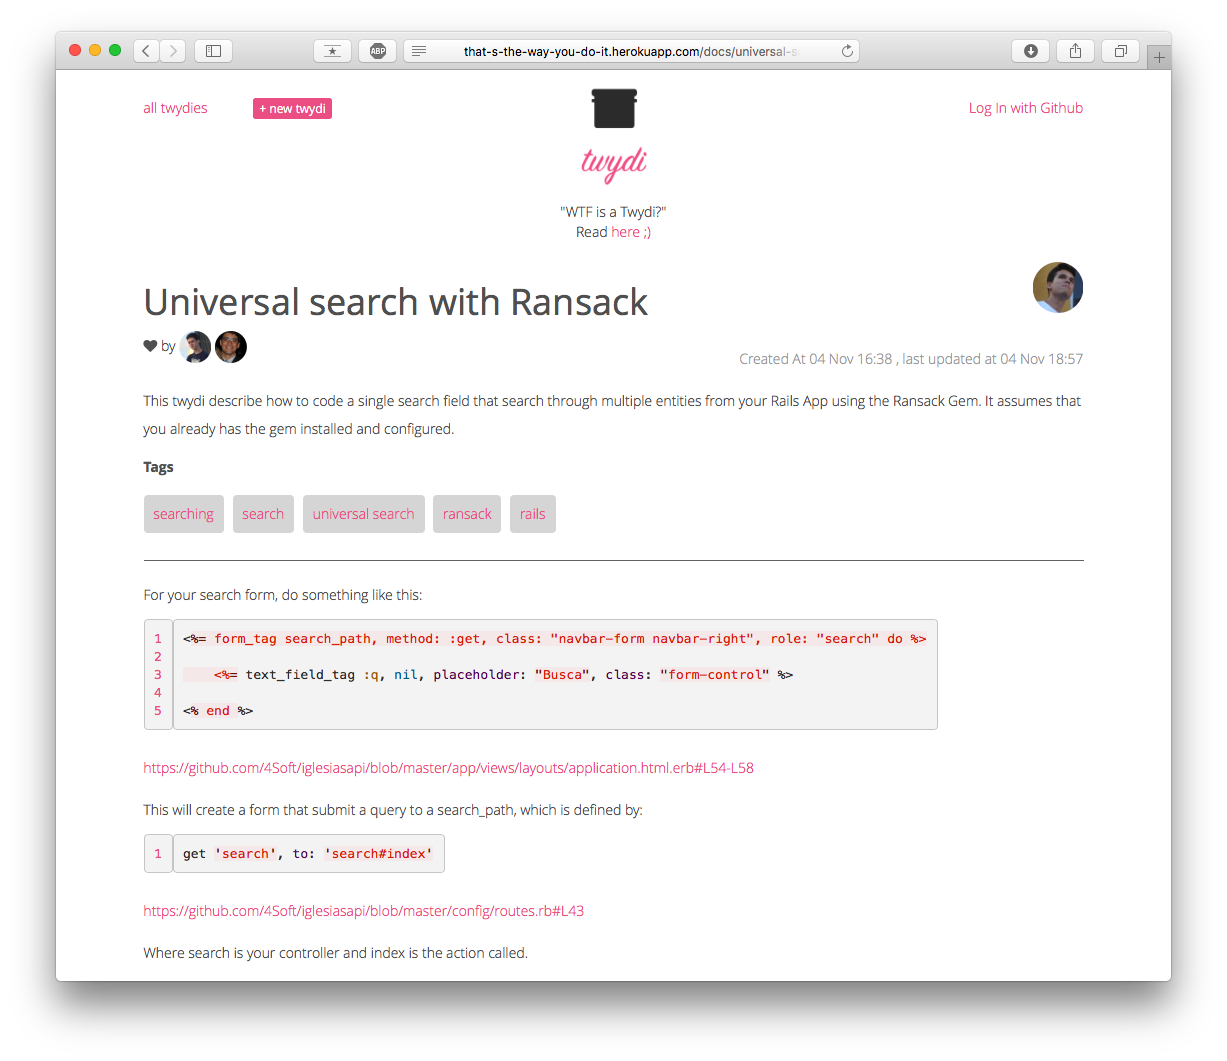 ABP
that-s-the-way-you-do-it.herokuapp.com/docs/universal-s
all twydies
+ new twydi
Log In with Github
twydi
"WTF is a Twydi?"
Read here ;)
Universal search with Ransack
by
Created At 04 Nov 16:38 , last updated at 04 Nov 18:57
This twydi describe how to code a single search field that search through multiple entities from your Rails App using the Ransack Gem. It assumes that
you already has the gem installed and configured.
Tags
searching search universal search ransack rails
For your search form, do something like this:
1 <%= form_tag search_path, method: :get, class: "navbar-form navbar-right", role: "search" do %>
2
3 <%= text_field_tag :q, nil, placeholder: "Busca", class: "form-control" %>
4
5 <% end %>
https://github.com/4Soft/iglesiasapi/blob/master/app/views/layouts/application.html.erb#L54-L58
This will create a form that submit a query to a search_path, which is defined by:
1 get 'search', to: 'search#index'
https://github.com/4Soft/iglesiasapi/blob/master/config/routes.rb#L43
Where search is your controller and index is the action called.